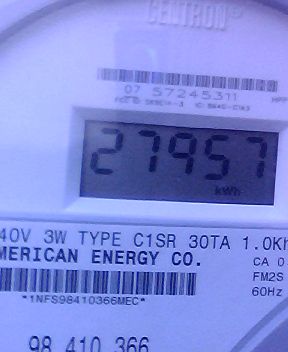 CENTRON®
07 57245311
27957
kWh
40V 3W TYPE C1SR 30TA 1.0Kh
MERICAN ENERGY CO.
CA 0
FM2S
60Hz
*1NFS98410366MEC*
98 410 366